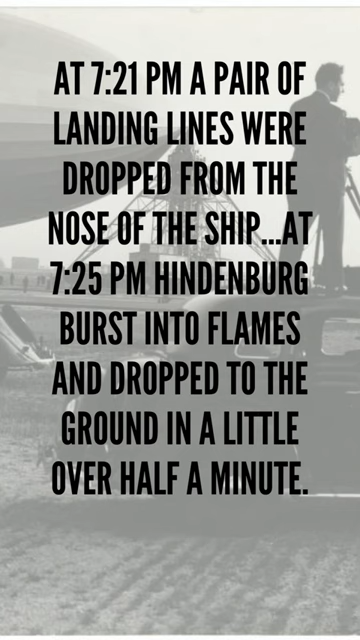 AT 7:21 PM A PAIR OF
LANDING LINES WERE
DROPPED FROM THE
NOSE OF THE SHIP...AT
7:25 PM HINDENBURG
BURST INTO FLAMES
AND DROPPED TO THE
GROUND IN A LITTLE
OVER HALF A MINUTE.